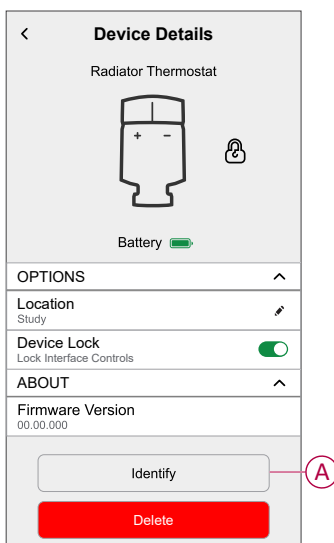 Device Details
Radiator Thermostat
+ -
Battery
OPTIONS
Location
Study
Device Lock
Lock Interface Controls
ABOUT
Firmware Version
00.00.000
Identify
A
Delete